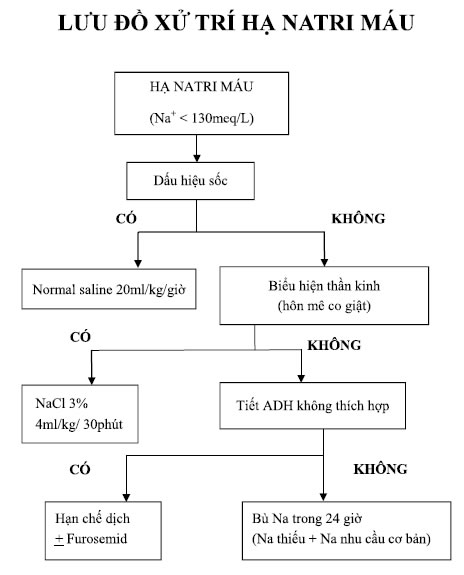 LƯU ĐỒ XỬ TRÍ HẠ NATRI MÁU
HẠ NATRI MÁU
(Na⁺ < 130meq/L)
Dấu hiệu sốc
CÓ
KHÔNG
Normal saline 20ml/kg/giờ
Biểu hiện thần kinh
(hôn mê co giật)
CÓ
KHÔNG
NaCl 3%
4ml/kg/ 30phút
Tiết ADH không thích hợp
CÓ
KHÔNG
Hạn chế dịch
± Furosemid
Bù Na trong 24 giờ
(Na thiếu + Na nhu cầu cơ bản)